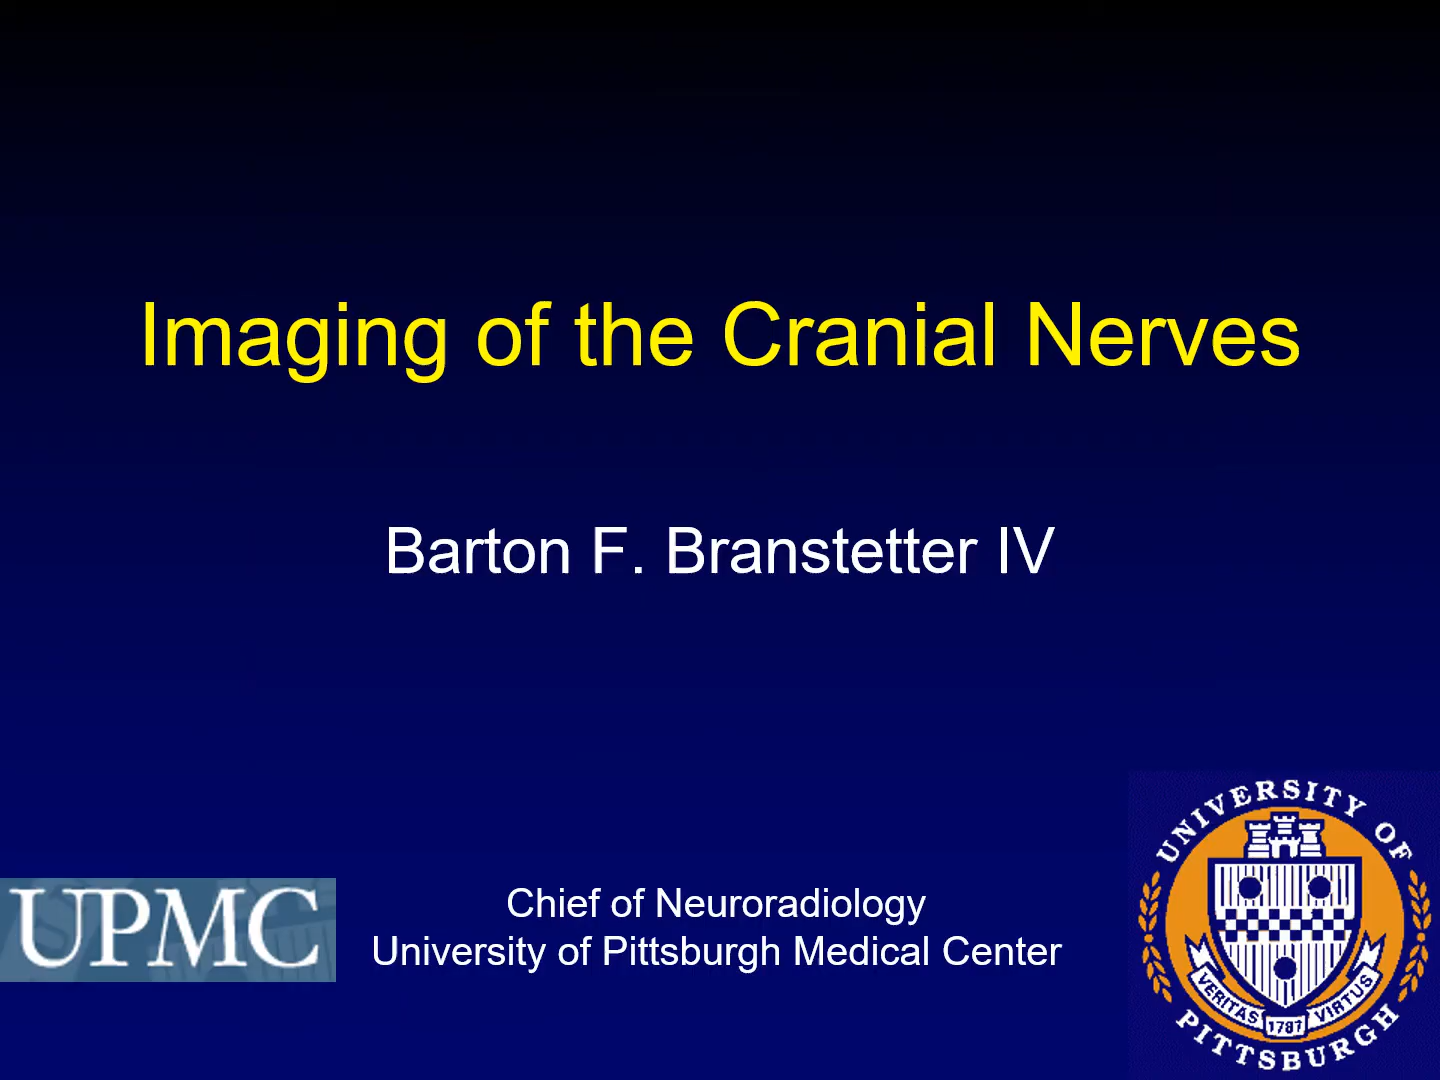 Imaging of the Cranial Nerves
Barton F. Branstetter IV
UPMC
Chief of Neuroradiology
University of Pittsburgh Medical Center
UNIVERSITY OF
PITTSBURGH
VERITAS
1787
VIRTUS